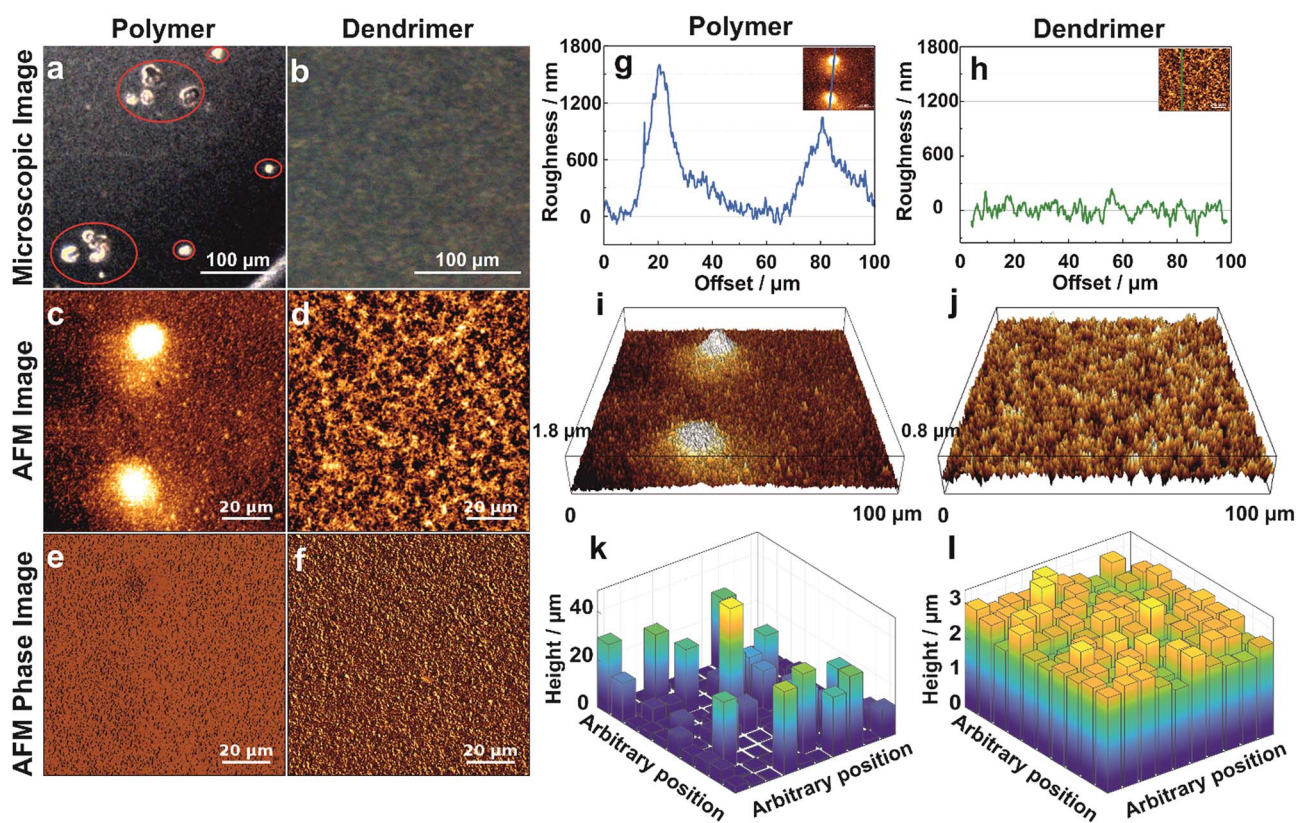 Polymer
Dendrimer
Polymer
Dendrimer
Microscopic Image
a
100 μm
b
100 μm
g
Roughness / nm
1800
1200
600
0
0
20
40
60
80
100
Offset / μm
h
Roughness / nm
1800
1200
600
0
0
20
40
60
80
100
Offset / μm
AFM Image
c
20 μm
d
20 μm
i
1.8 μm
0
100 μm
j
0.8 μm
0
100 μm
AFM Phase Image
e
20 μm
f
20 μm
k
Height / μm
40
20
0
Arbitrary position
Arbitrary position
l
Height / μm
3
2
1
0
Arbitrary position
Arbitrary position